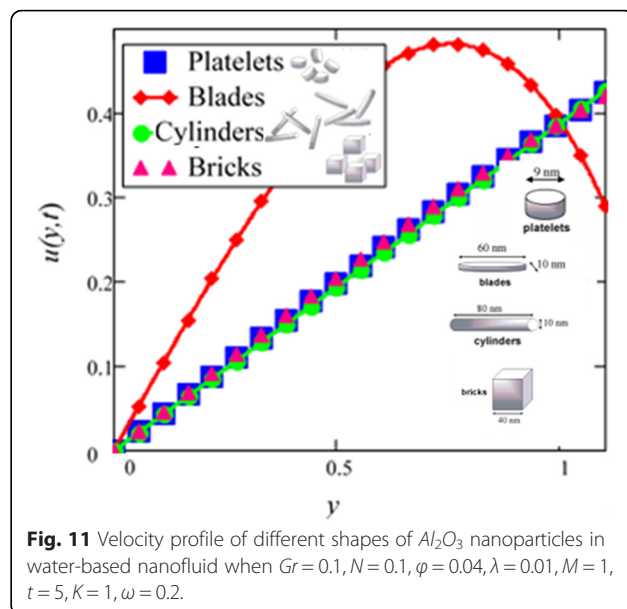 Platelets
Blades
Cylinders
Bricks
0.4
0.3
0.2
0.1
0
u(y,t)
9 nm
platelets
60 nm
10 nm
blades
80 nm
10 nm
cylinders
bricks
40 nm
0
0.5
1
y
Fig. 11 Velocity profile of different shapes of Al₂O₃ nanoparticles in
water-based nanofluid when Gr = 0.1, N = 0.1, φ = 0.04, λ = 0.01, M = 1,
t = 5, K = 1, ω = 0.2.